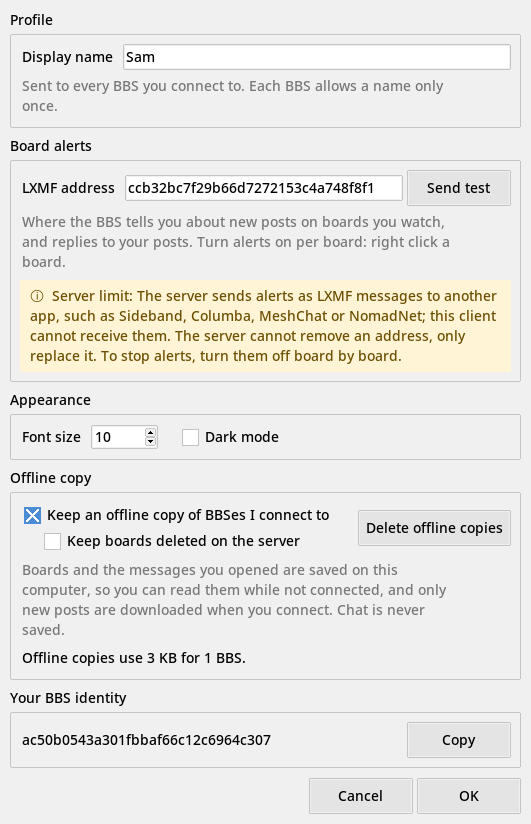 Profile
Display name Sam
Sent to every BBS you connect to. Each BBS allows a name only
once.
Board alerts
LXMF address ccb32bc7f29b66d7272153c4a748f8f1 Send test
Where the BBS tells you about new posts on boards you watch,
and replies to your posts. Turn alerts on per board: right click a
board.
ⓘ Server limit: The server sends alerts as LXMF messages to another
app, such as Sideband, Columba, MeshChat or NomadNet; this client
cannot receive them. The server cannot remove an address, only
replace it. To stop alerts, turn them off board by board.
Appearance
Font size 10 Dark mode
Offline copy
Keep an offline copy of BBSes I connect to
Delete offline copies
Keep boards deleted on the server
Boards and the messages you opened are saved on this
computer, so you can read them while not connected, and only
new posts are downloaded when you connect. Chat is never
saved.
Offline copies use 3 KB for 1 BBS.
Your BBS identity
ac50b0543a301fbbaf66c12c6964c307 Copy
Cancel OK